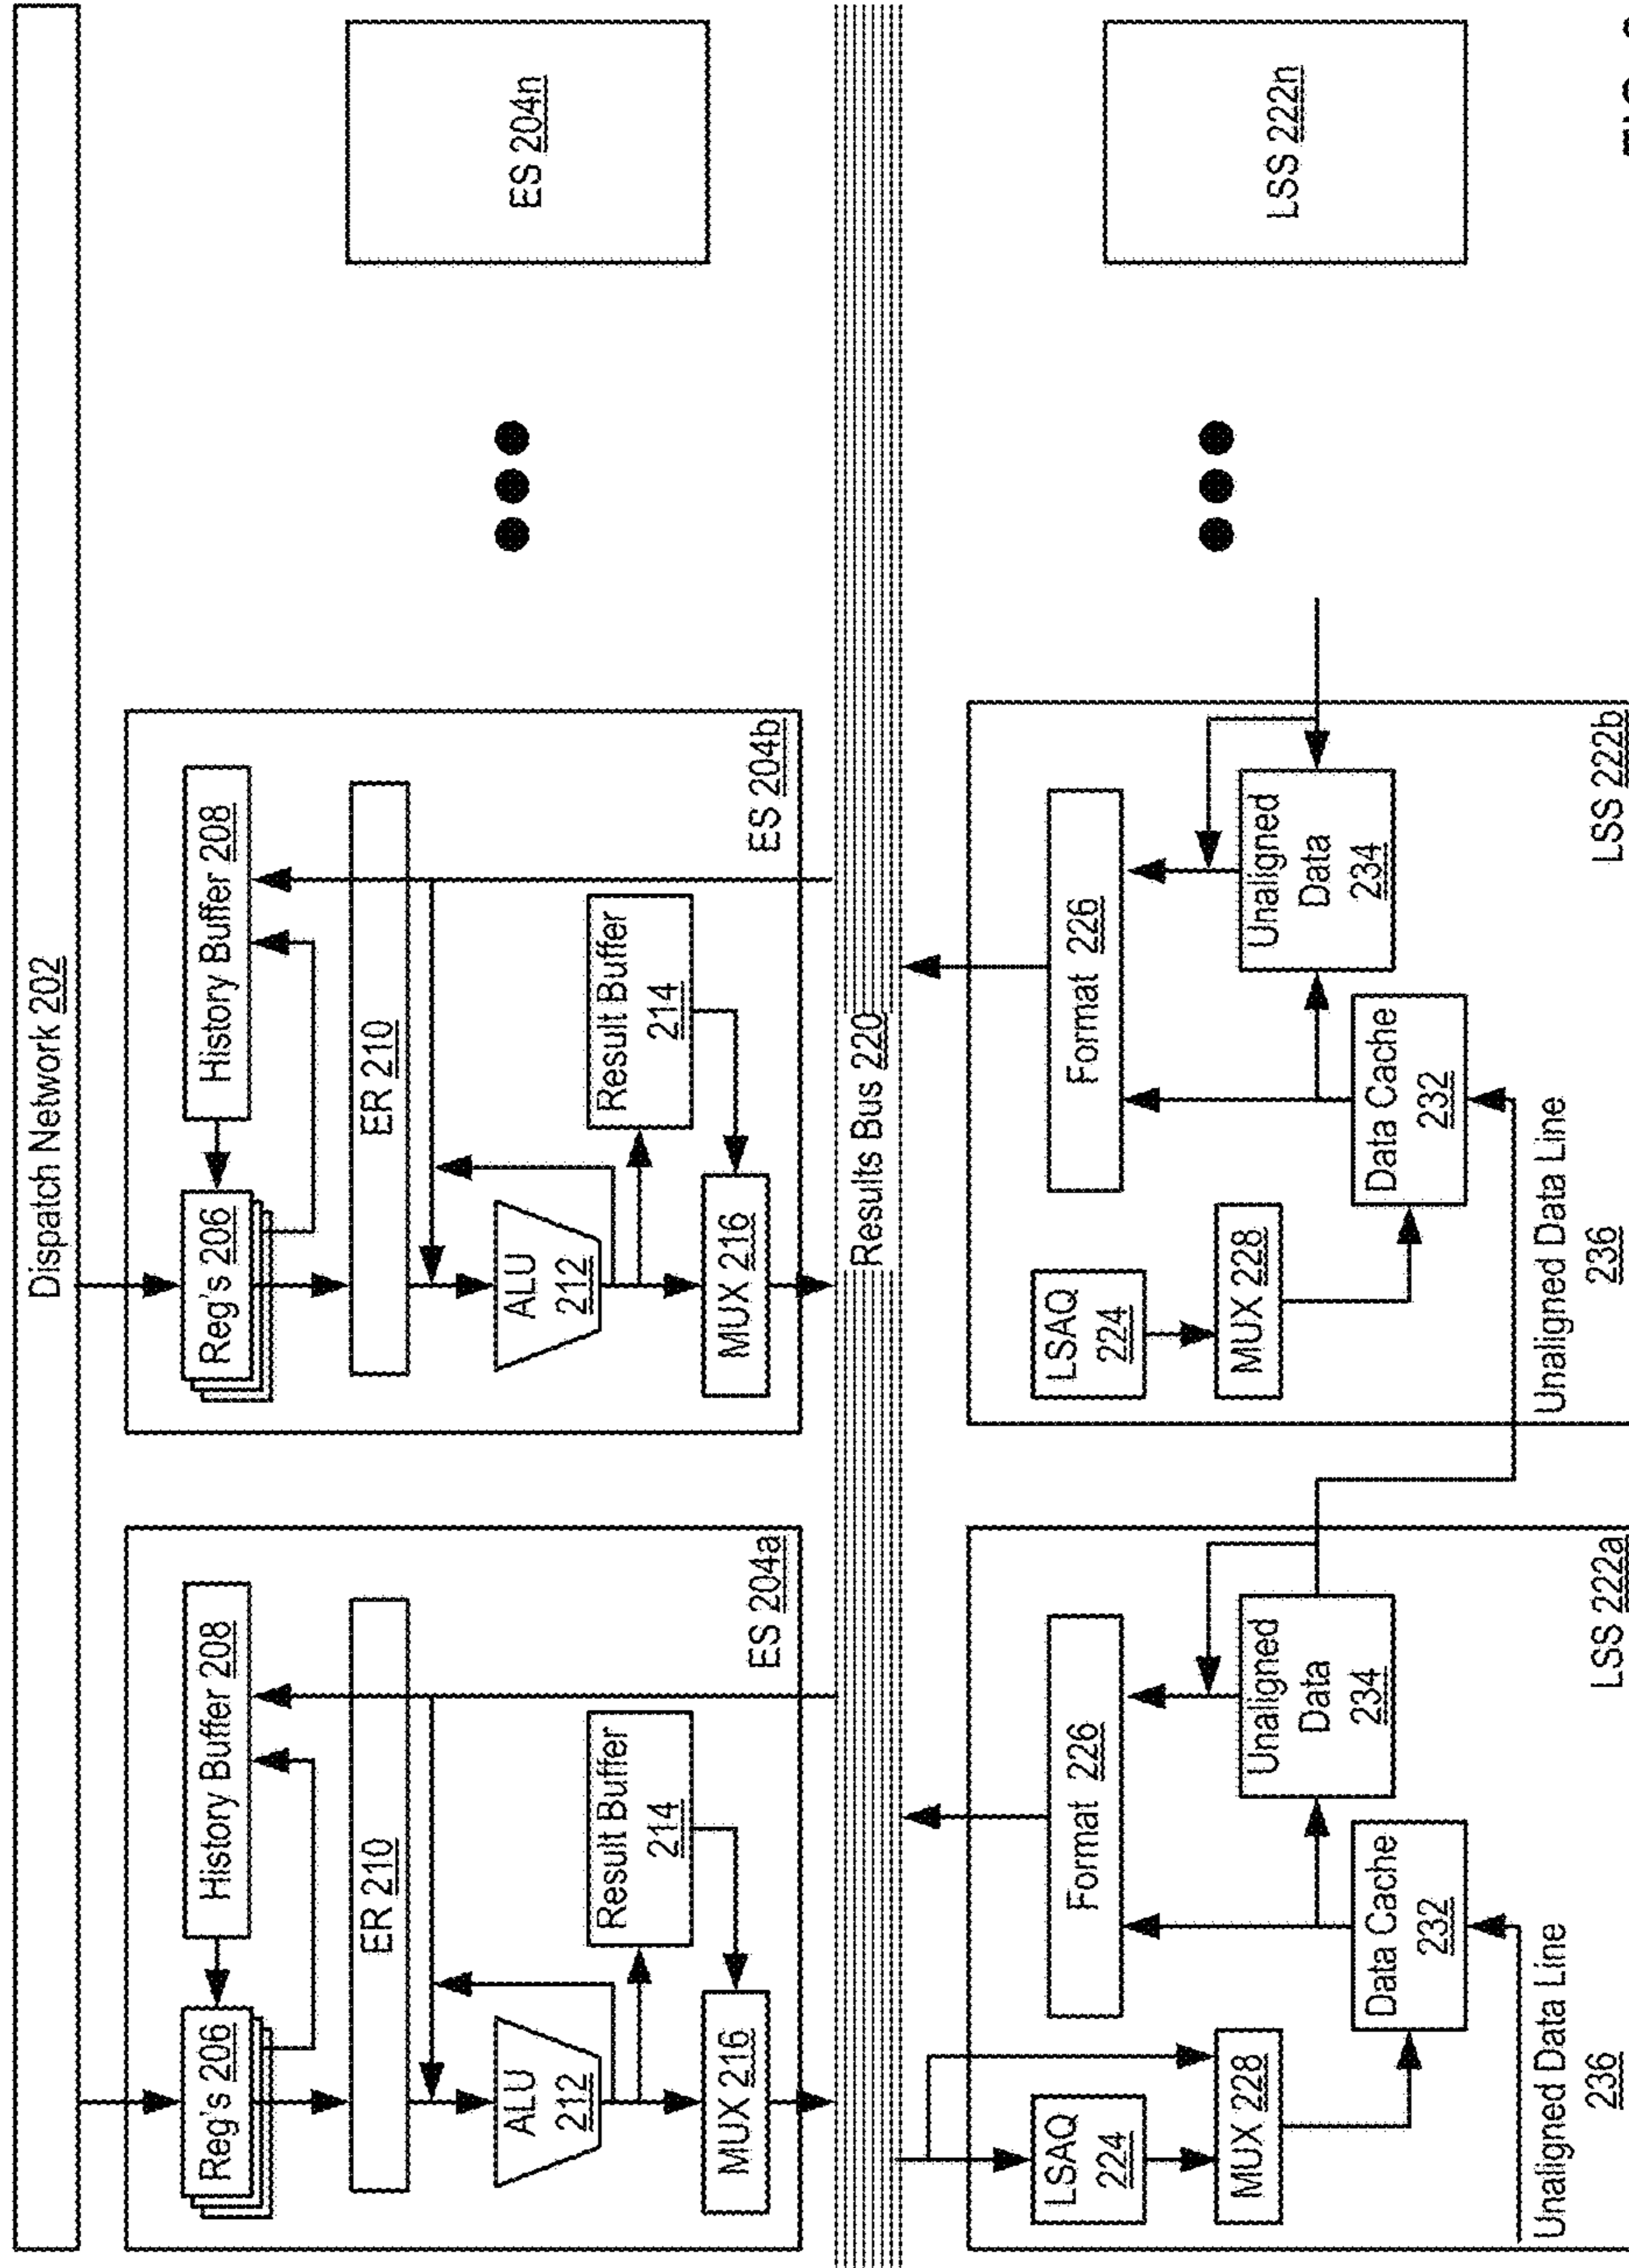 Dispatch Network 202
Reg's 206
History Buffer 208
ER 210
ALU
212
Result Buffer
214
MUX 216
ES 204a
Reg's 206
History Buffer 208
ER 210
ALU
212
Result Buffer
214
MUX 216
ES 204b
ES 204n
Results Bus 220
LSAQ
224
Format 226
MUX 228
Unaligned
Data
234
Data Cache
232
Unaligned Data Line
236
LSS 222a
LSAQ
224
Format 226
MUX 228
Unaligned
Data
234
Data Cache
232
Unaligned Data Line
236
LSS 222b
LSS 222n